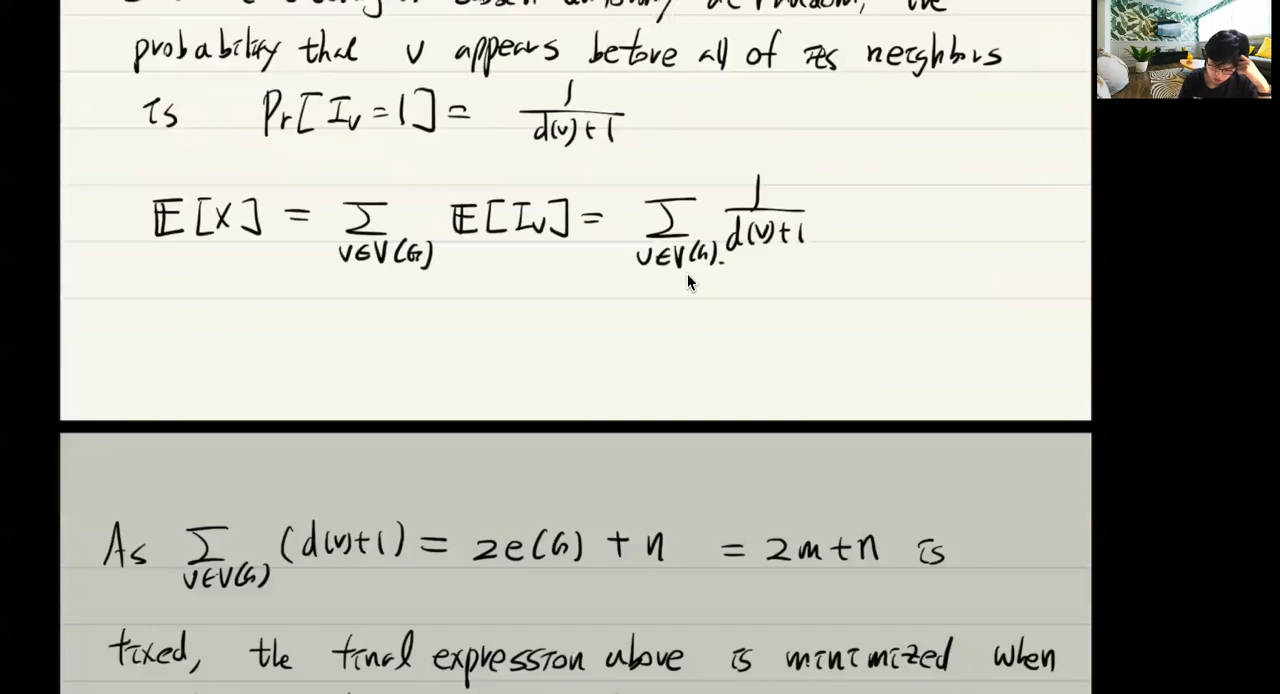 probability that v appears before all of its neighbors
is Pr[I_v = 1] = 1/(d(v)+1)
E[X] = Σ_{v∈V(G)} E[I_v] = Σ_{v∈V(G)} 1/(d(v)+1)
As Σ_{v∈V(G)} (d(v)+1) = 2e(G) + n = 2m+n is
fixed, the final expression above is minimized when